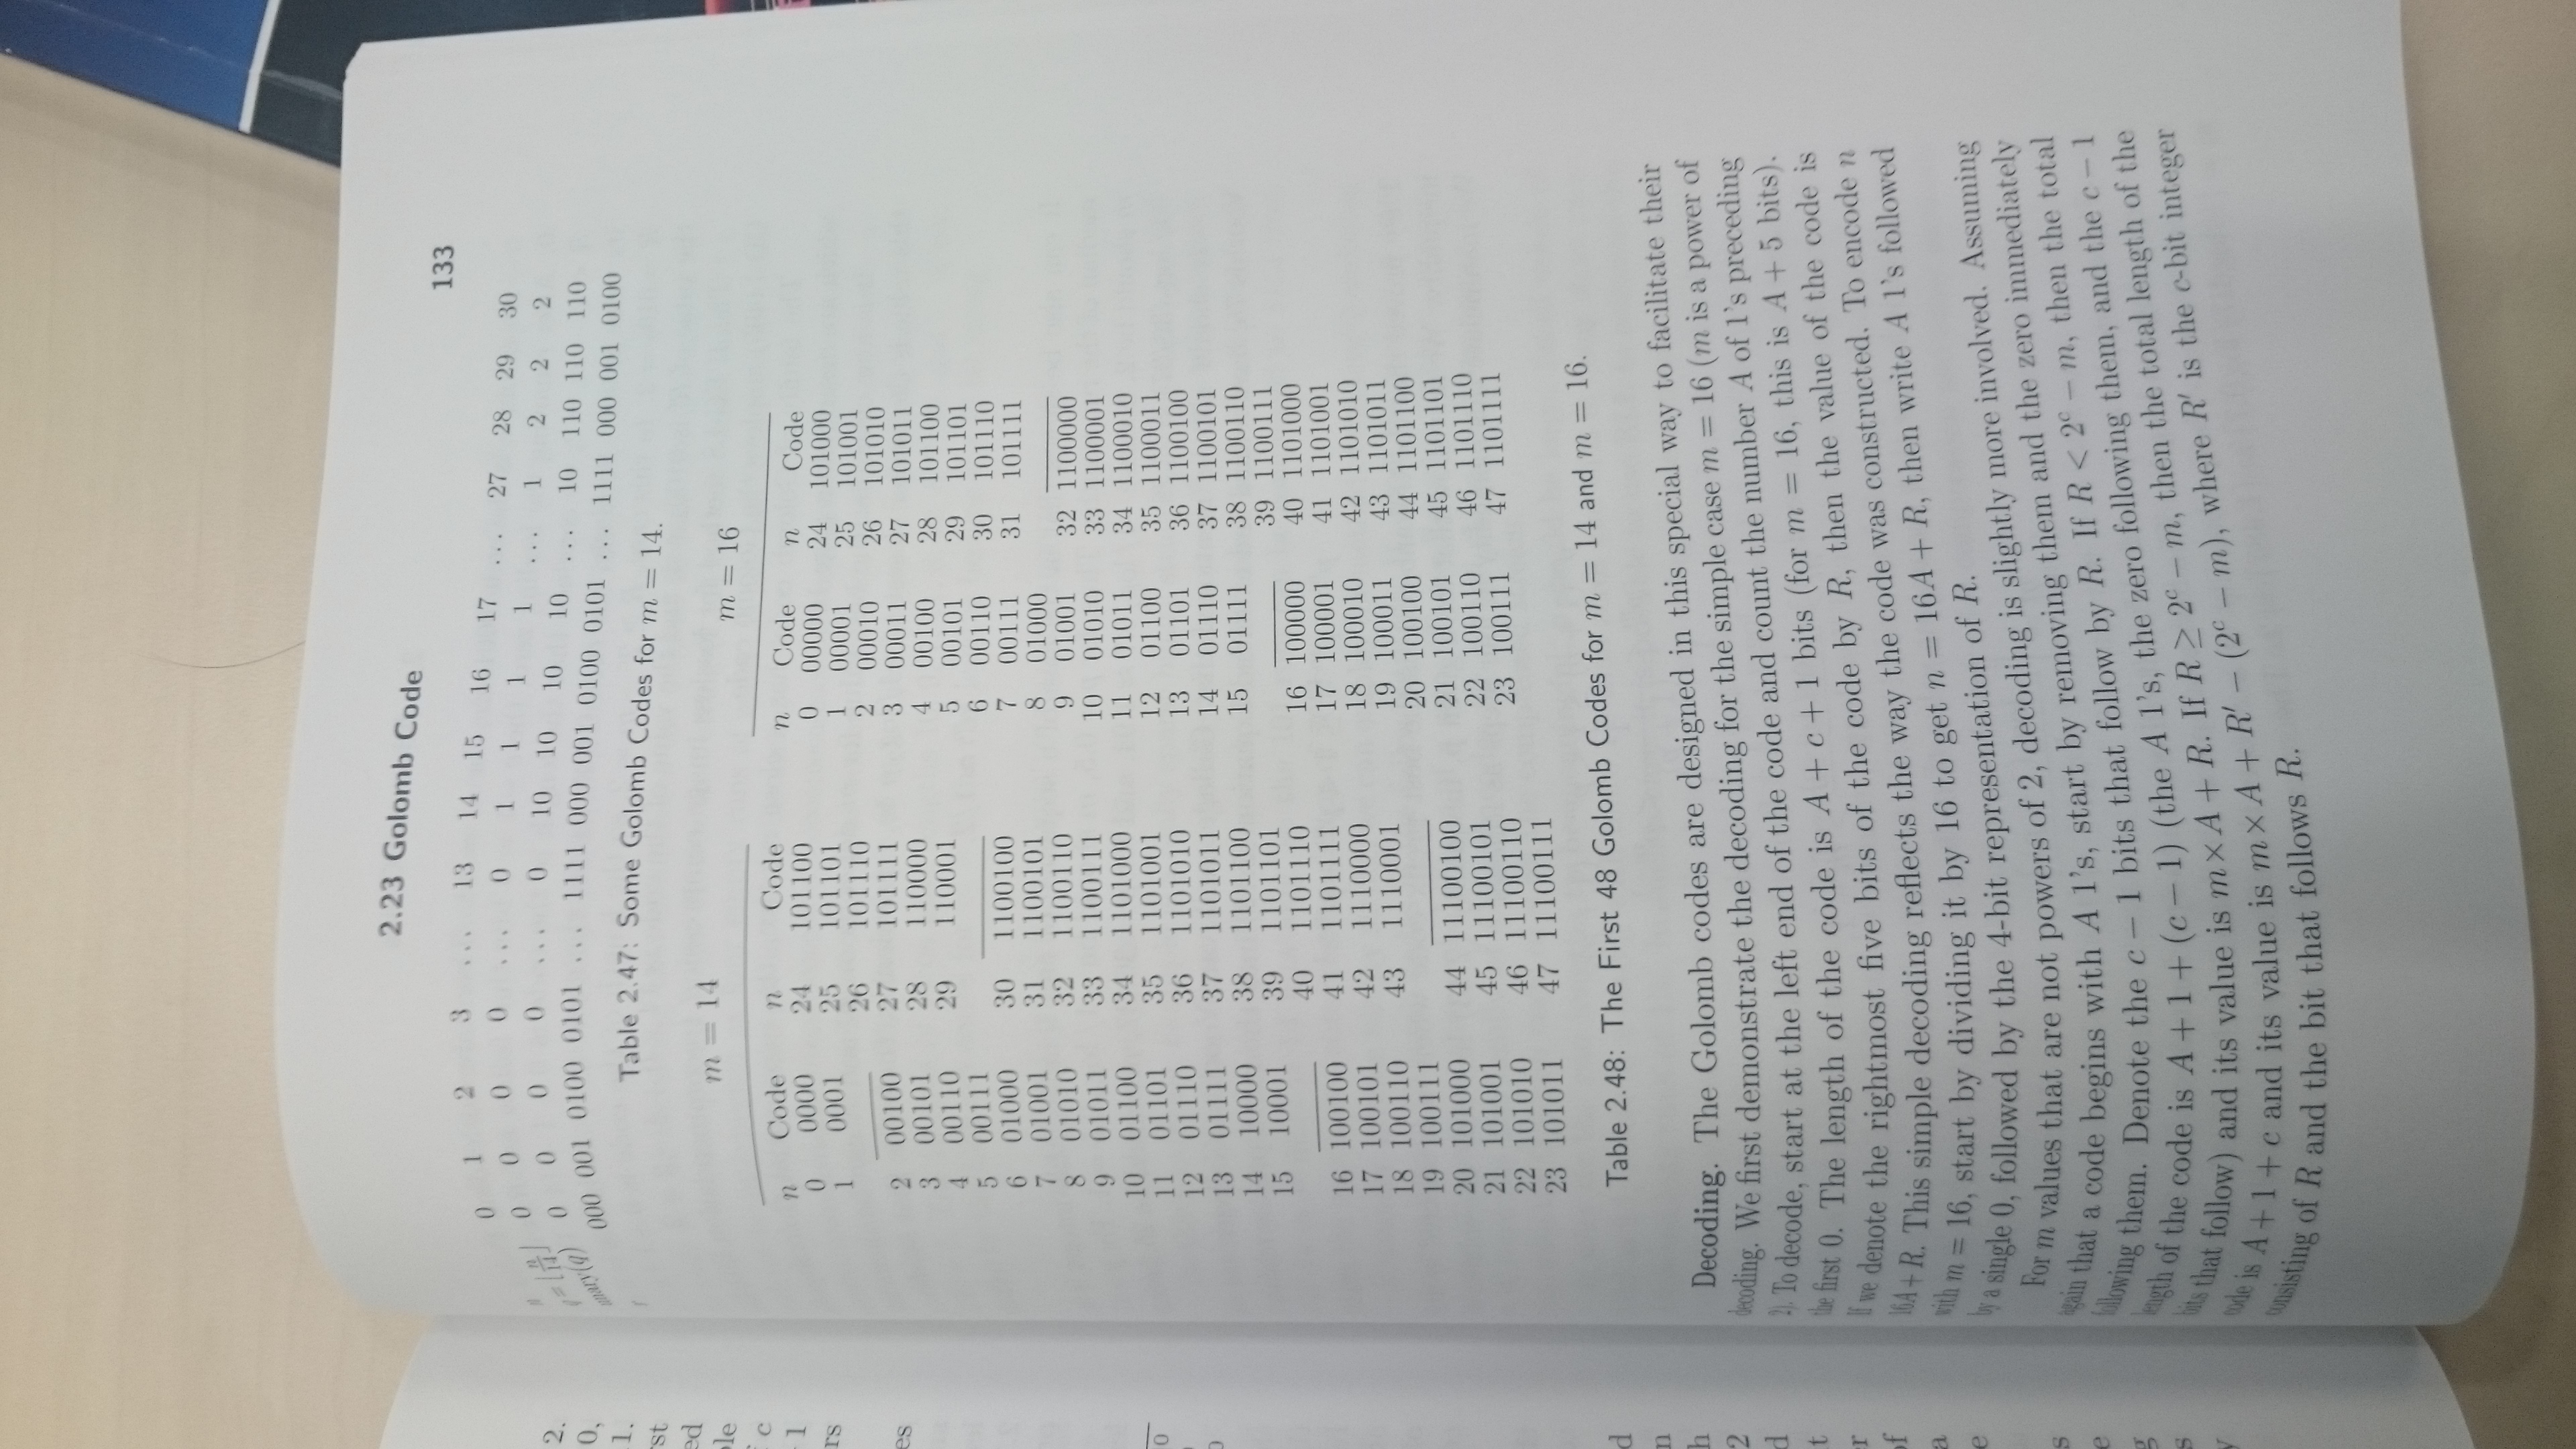 2.23 Golomb Code
133
n 0 1 2 3 ... 13 14 15 16 17 ... 27 28 29 30
q = ⌊n/14⌋ 0 0 0 0 ... 0 1 1 1 1 ... 1 2 2 2
unary(q) 0 0 0 0 ... 0 10 10 10 10 ... 10 110 110 110
r 000 001 0100 0101 ... 1111 000 001 0100 0101 ... 1111 000 001 0100
Table 2.47: Some Golomb Codes for m = 14.
m = 14
n Code n Code
0 0000 24 101100
1 0001 25 101101
26 101110
2 00100 27 101111
3 00101 28 110000
4 00110 29 110001
5 00111
6 01000 30 1100100
7 01001 31 1100101
8 01010 32 1100110
9 01011 33 1100111
10 01100 34 1101000
11 01101 35 1101001
12 01110 36 1101010
13 01111 37 1101011
14 10000 38 1101100
15 10001 39 1101101
40 1101110
16 100100 41 1101111
17 100101 42 1110000
18 100110 43 1110001
19 100111
20 101000 44 11100100
21 101001 45 11100101
22 101010 46 11100110
23 101011 47 11100111
m = 16
n Code n Code
0 00000 24 101000
1 00001 25 101001
2 00010 26 101010
3 00011 27 101011
4 00100 28 101100
5 00101 29 101101
6 00110 30 101110
7 00111 31 101111
8 01000
9 01001 32 1100000
10 01010 33 1100001
11 01011 34 1100010
12 01100 35 1100011
13 01101 36 1100100
14 01110 37 1100101
15 01111 38 1100110
39 1100111
16 100000 40 1101000
17 100001 41 1101001
18 100010 42 1101010
19 100011 43 1101011
20 100100 44 1101100
21 100101 45 1101101
22 100110 46 1101110
23 100111 47 1101111
Table 2.48: The First 48 Golomb Codes for m = 14 and m = 16.
Decoding. The Golomb codes are designed in this special way to facilitate their
decoding. We first demonstrate the decoding for the simple case m = 16 (m is a power of
2). To decode, start at the left end of the code and count the number A of 1's preceding
the first 0. The length of the code is A + c + 1 bits (for m = 16, this is A + 5 bits).
If we denote the rightmost five bits of the code by R, then the value of the code is
16A + R. This simple decoding reflects the way the code was constructed. To encode n
with m = 16, start by dividing it by 16 to get n = 16A + R, then write A 1's followed
by a single 0, followed by the 4-bit representation of R.
For m values that are not powers of 2, decoding is slightly more involved. Assuming
again that a code begins with A 1's, start by removing them and the zero immediately
following them. Denote the c − 1 bits that follow by R. If R < 2^c − m, then the total
length of the code is A + 1 + (c − 1) (the A 1's, the zero following them, and the c − 1
bits that follow) and its value is m × A + R. If R ≥ 2^c − m, then the total length of the
code is A + 1 + c and its value is m × A + R′ − (2^c − m), where R′ is the c-bit integer
consisting of R and the bit that follows R.